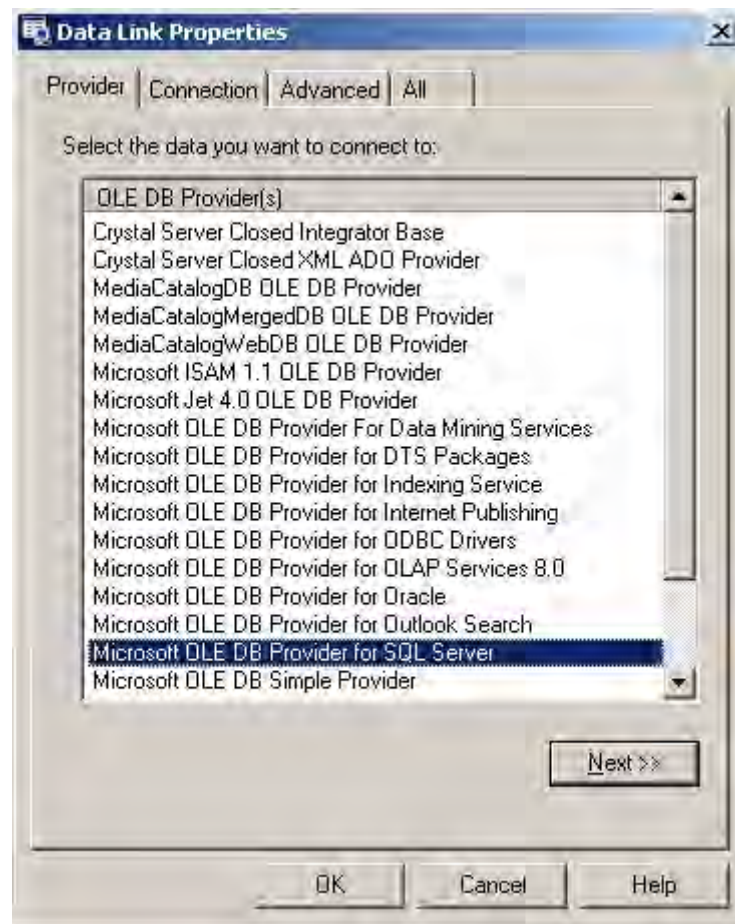 Data Link Properties
Provider Connection Advanced All
Select the data you want to connect to:
OLE DB Provider(s)
Crystal Server Closed Integrator Base
Crystal Server Closed XML ADO Provider
MediaCatalogDB OLE DB Provider
MediaCatalogMergedDB OLE DB Provider
MediaCatalogWebDB OLE DB Provider
Microsoft ISAM 1.1 OLE DB Provider
Microsoft Jet 4.0 OLE DB Provider
Microsoft OLE DB Provider For Data Mining Services
Microsoft OLE DB Provider for DTS Packages
Microsoft OLE DB Provider for Indexing Service
Microsoft OLE DB Provider for Internet Publishing
Microsoft OLE DB Provider for ODBC Drivers
Microsoft OLE DB Provider for OLAP Services 8.0
Microsoft OLE DB Provider for Oracle
Microsoft OLE DB Provider for Outlook Search
Microsoft OLE DB Provider for SQL Server
Microsoft OLE DB Simple Provider
Next >>
OK Cancel Help